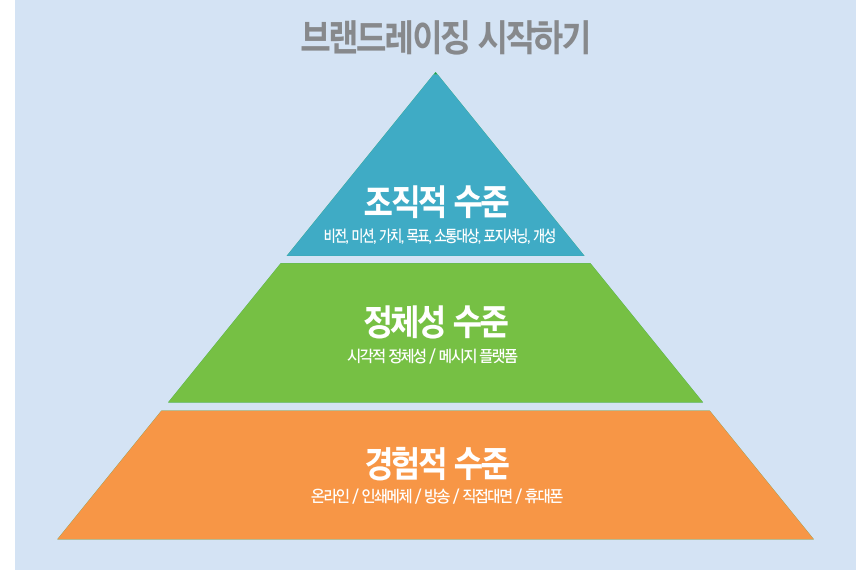 브랜드레이징 시작하기
조직적 수준
비전, 미션, 가치, 목표, 소통대상, 포지셔닝, 개성
정체성 수준
시각적 정체성 / 메시지 플랫폼
경험적 수준
온라인 / 인쇄메체 / 방송 / 직접대면 / 휴대폰